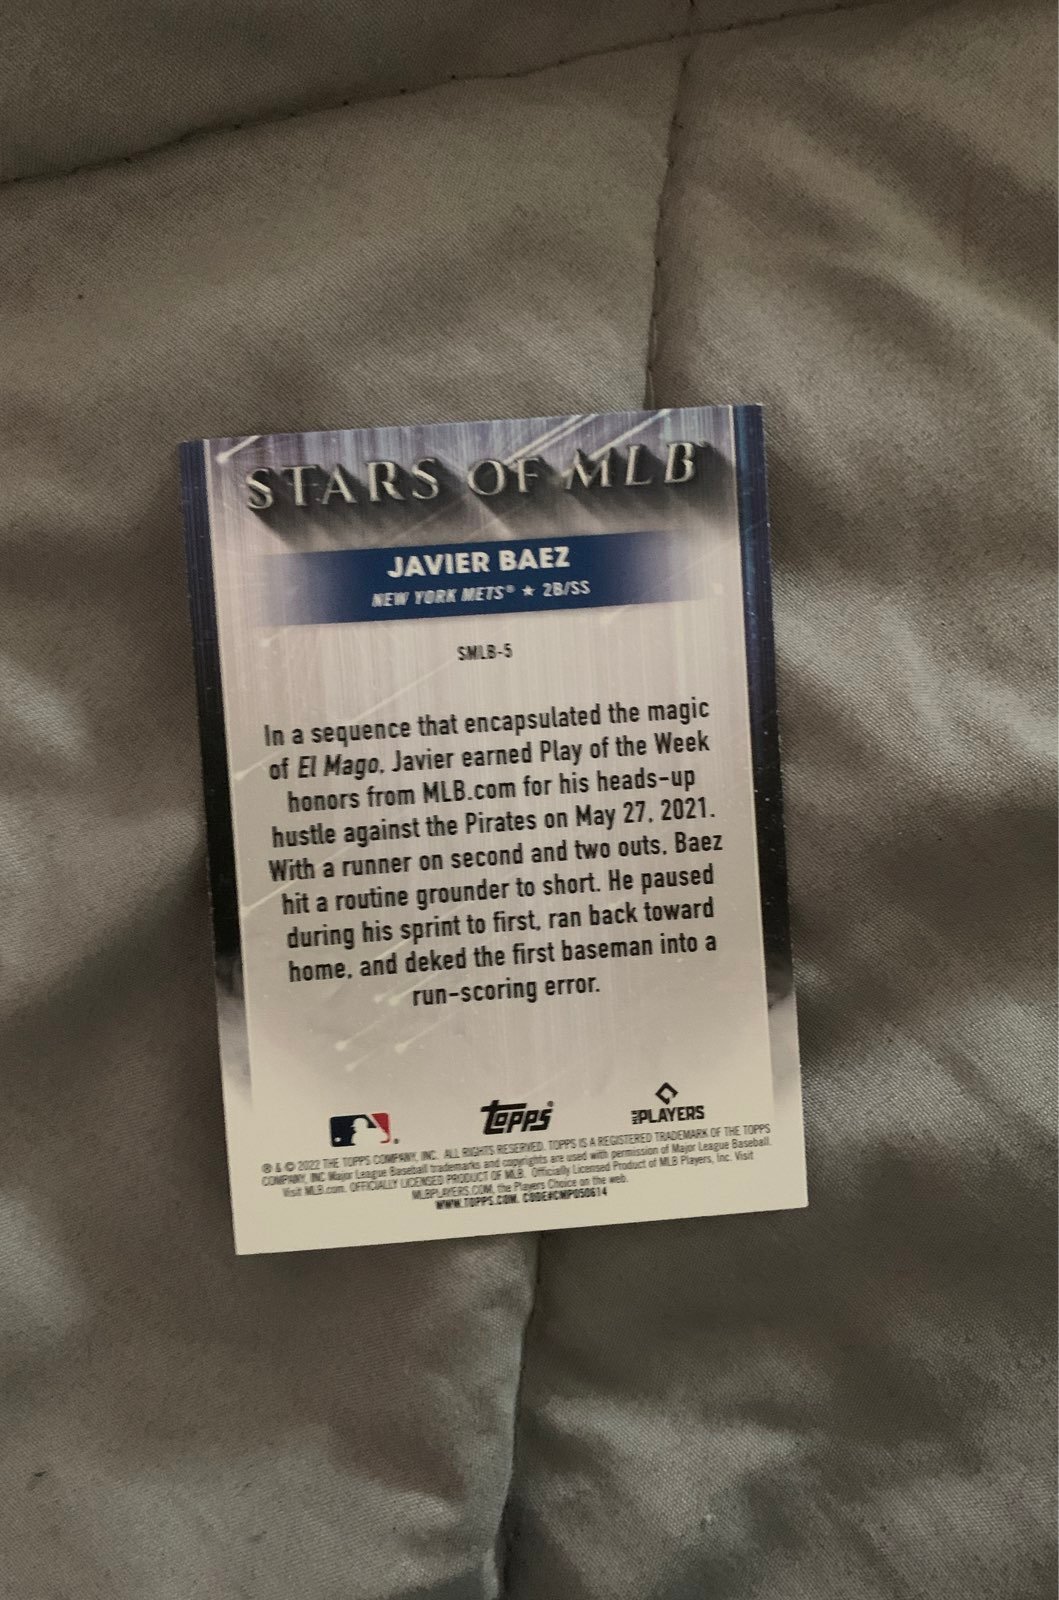 STARS OF MLB
JAVIER BAEZ
NEW YORK METS® ★ 2B/SS
SMLB-5
In a sequence that encapsulated the magic
of El Mago, Javier earned Play of the Week
honors from MLB.com for his heads-up
hustle against the Pirates on May 27, 2021.
With a runner on second and two outs, Baez
hit a routine grounder to short. He paused
during his sprint to first, ran back toward
home, and deked the first baseman into a
run-scoring error.
topps®
MLB PLAYERS
® & © 2022 THE TOPPS COMPANY, INC. ALL RIGHTS RESERVED. TOPPS IS A REGISTERED TRADEMARK OF THE TOPPS
COMPANY, INC. Major League Baseball trademarks and copyrights are used with permission of Major League Baseball.
Visit MLB.com. OFFICIALLY LICENSED PRODUCT OF MLB. Officially Licensed Product of MLB Players, Inc. Visit
MLBPLAYERS.COM, the Players Choice on the web.
WWW.TOPPS.COM. CODE#CMP050614